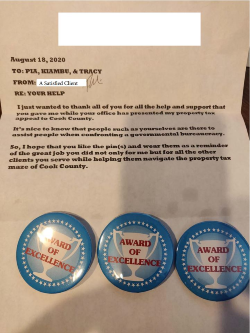 August 18, 2020
TO: PIA, KIAMBU, & TRACY
FROM: A Satisfied Client
RE: YOUR HELP
I just wanted to thank all of you for all the help and support that
you gave me while your office has presented my property tax
appeal to Cook County.
It's nice to know that people such as yourselves are there to
assist people when confronting a governmental bureaucracy.
So, I hope that you like the pin(s) and wear them as a reminder
of the great job you did not only for me but for all the other
clients you serve while helping them navigate the property tax
maze of Cook County.
AWARD
OF
EXCELLENCE
AWARD
OF
EXCELLENCE
AWARD
OF
EXCELLENCE